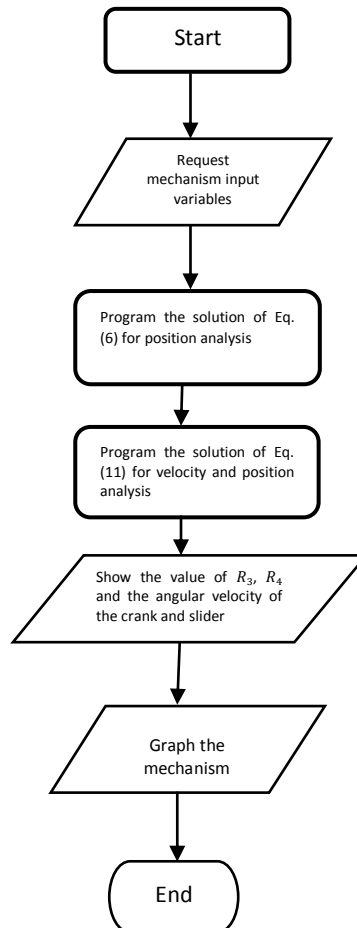 Start
Request
mechanism input
variables
Program the solution of Eq.
(6) for position analysis
Program the solution of Eq.
(11) for velocity and position
analysis
Show the value of R₃, R₄
and the angular velocity of
the crank and slider
Graph the
mechanism
End